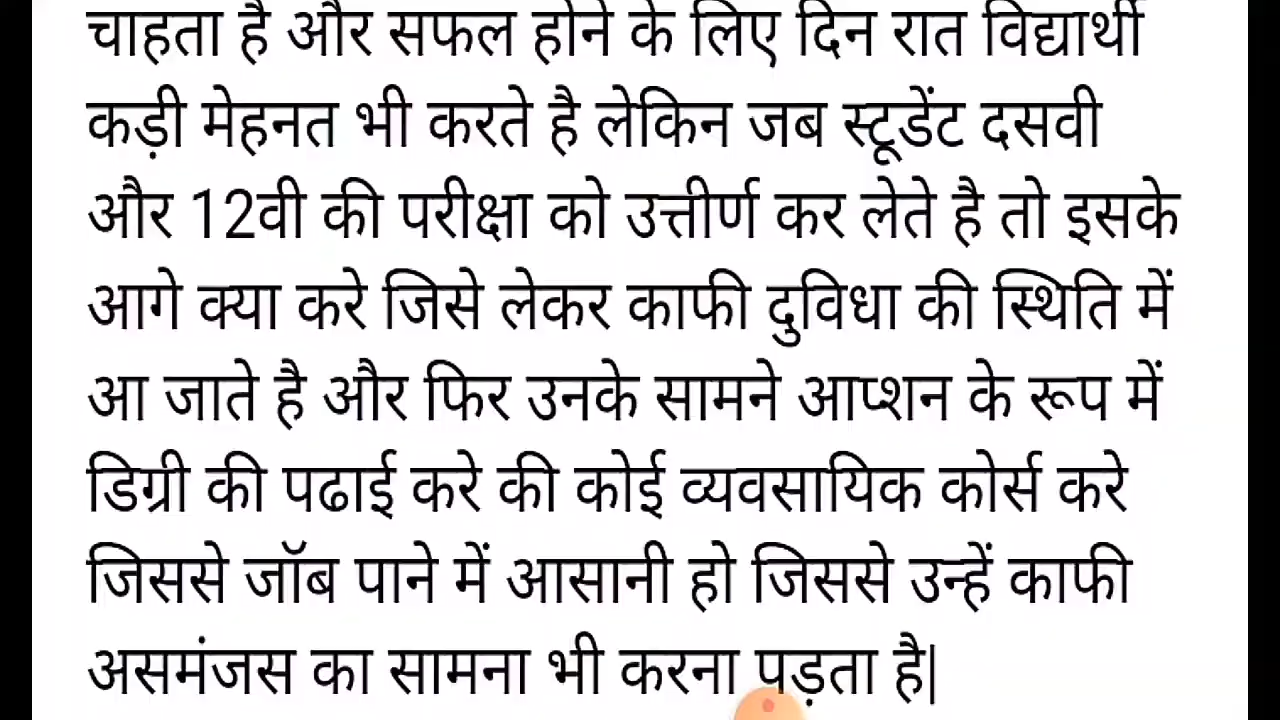 चाहता है और सफल होने के लिए दिन रात विद्यार्थी
कड़ी मेहनत भी करते है लेकिन जब स्टूडेंट दसवी
और 12वी की परीक्षा को उत्तीर्ण कर लेते है तो इसके
आगे क्या करे जिसे लेकर काफी दुविधा की स्थिति में
आ जाते है और फिर उनके सामने आप्शन के रूप में
डिग्री की पढाई करे की कोई व्यवसायिक कोर्स करे
जिससे जॉब पाने में आसानी हो जिससे उन्हें काफी
असमंजस का सामना भी करना पड़ता है|